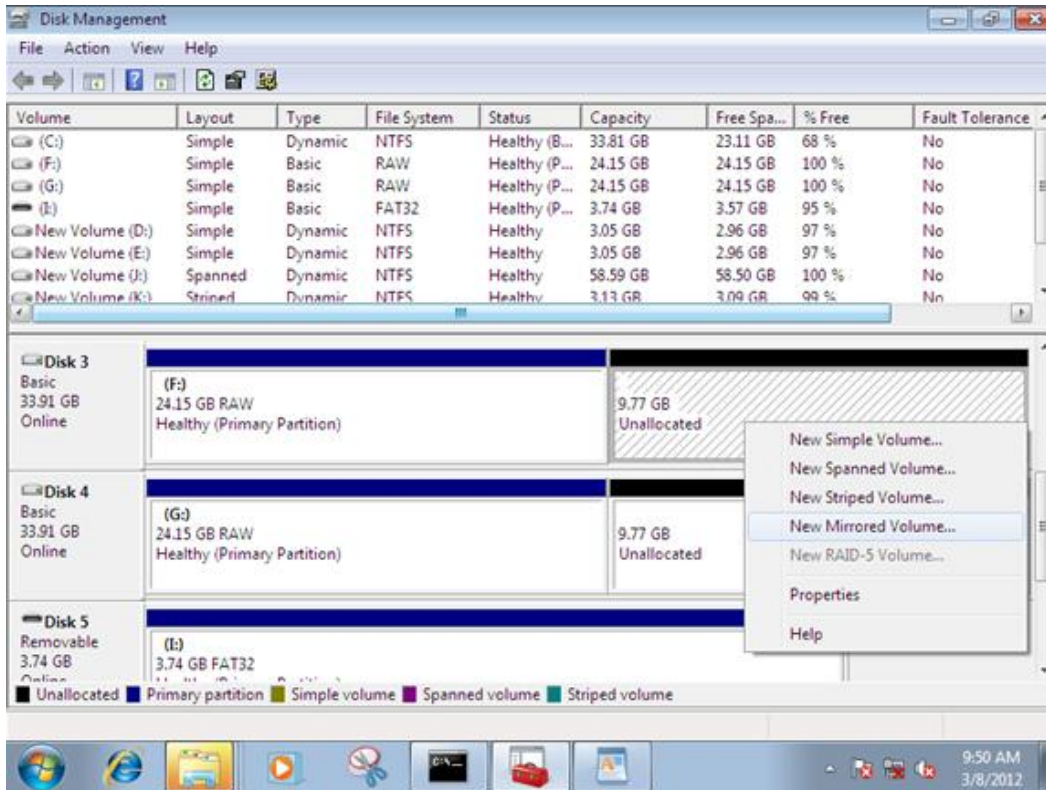 Disk Management
File Action View Help
Volume Layout Type File System Status Capacity Free Spa... % Free Fault Tolerance
(C:) Simple Dynamic NTFS Healthy (B... 33.81 GB 23.11 GB 68 % No
(F:) Simple Basic RAW Healthy (P... 24.15 GB 24.15 GB 100 % No
(G:) Simple Basic RAW Healthy (P... 24.15 GB 24.15 GB 100 % No
(I:) Simple Basic FAT32 Healthy (P... 3.74 GB 3.57 GB 95 % No
New Volume (D:) Simple Dynamic NTFS Healthy 3.05 GB 2.96 GB 97 % No
New Volume (E:) Simple Dynamic NTFS Healthy 3.05 GB 2.96 GB 97 % No
New Volume (J:) Spanned Dynamic NTFS Healthy 58.59 GB 58.50 GB 100 % No
New Volume (K:) Striped Dynamic NTFS Healthy 3.13 GB 3.09 GB 99 % No
Disk 3
Basic
33.91 GB
Online
(F:)
24.15 GB RAW
Healthy (Primary Partition)
9.77 GB
Unallocated
New Simple Volume...
New Spanned Volume...
New Striped Volume...
New Mirrored Volume...
New RAID-5 Volume...
Properties
Help
Disk 4
Basic
33.91 GB
Online
(G:)
24.15 GB RAW
Healthy (Primary Partition)
9.77 GB
Unallocated
Disk 5
Removable
3.74 GB
Online
(I:)
3.74 GB FAT32
Unallocated Primary partition Simple volume Spanned volume Striped volume
9:50 AM
3/8/2012